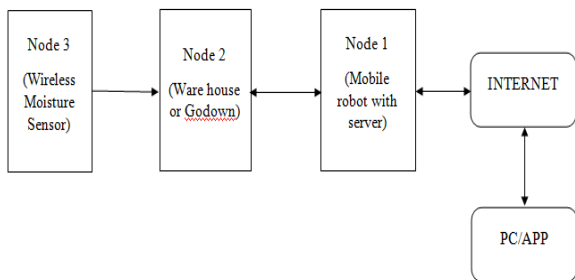 Node 3
(Wireless
Moisture
Sensor)
Node 2
(Ware house
or Godown)
Node 1
(Mobile
robot with
server)
INTERNET
PC/APP